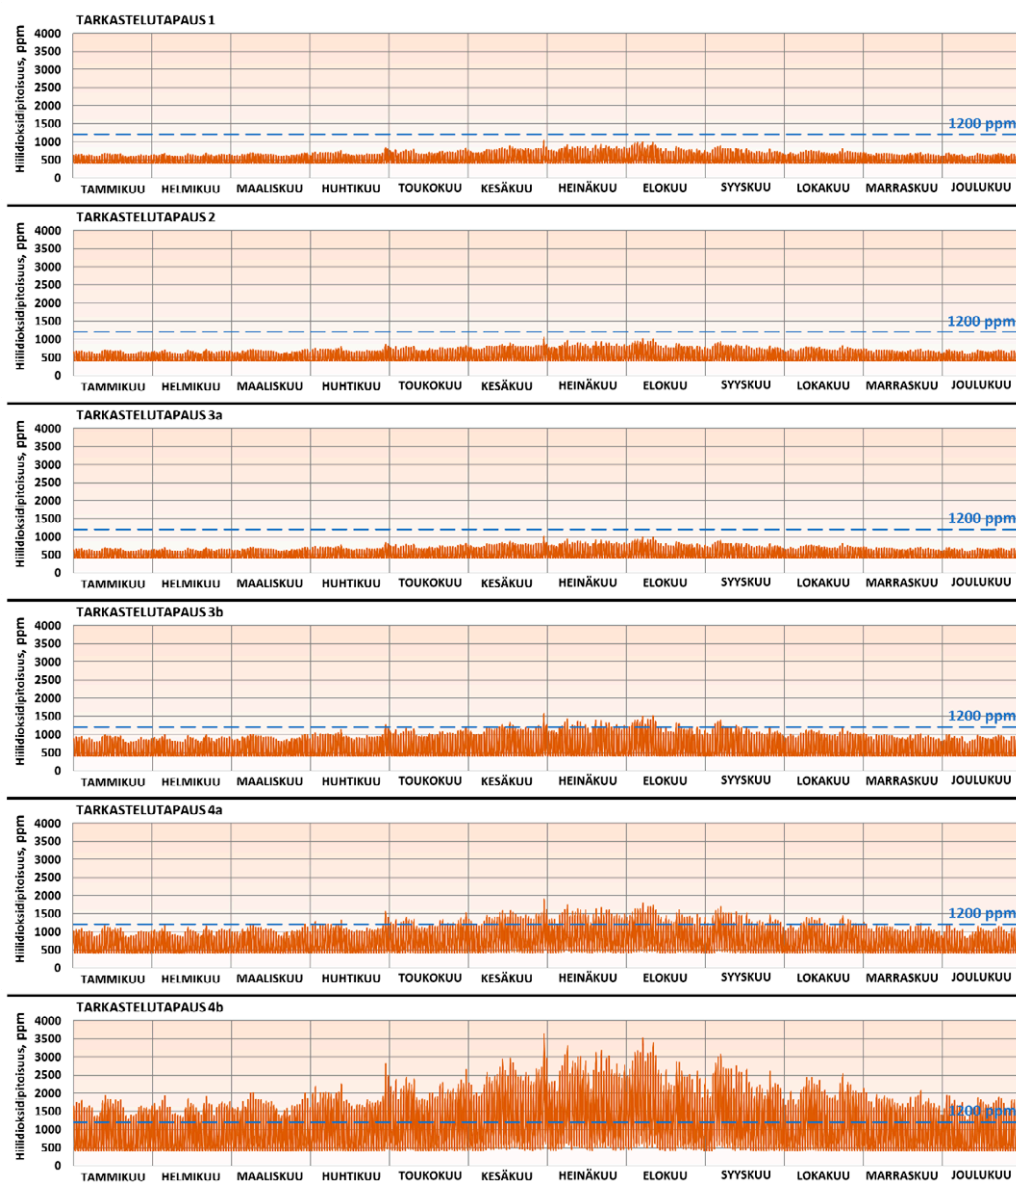 TARKASTELUTAPAUS 1
Hiilidioksidipitoisuus, ppm
4000
3500
3000
2500
2000
1500
1000
500
0
1200 ppm
TAMMIKUU HELMIKUU MAALISKUU HUHTIKUU TOUKOKUU KESÄKUU HEINÄKUU ELOKUU SYYSKUU LOKAKUU MARRASKUU JOULUKUU
TARKASTELUTAPAUS 2
Hiilidioksidipitoisuus, ppm
4000
3500
3000
2500
2000
1500
1000
500
0
1200 ppm
TAMMIKUU HELMIKUU MAALISKUU HUHTIKUU TOUKOKUU KESÄKUU HEINÄKUU ELOKUU SYYSKUU LOKAKUU MARRASKUU JOULUKUU
TARKASTELUTAPAUS 3a
Hiilidioksidipitoisuus, ppm
4000
3500
3000
2500
2000
1500
1000
500
0
1200 ppm
TAMMIKUU HELMIKUU MAALISKUU HUHTIKUU TOUKOKUU KESÄKUU HEINÄKUU ELOKUU SYYSKUU LOKAKUU MARRASKUU JOULUKUU
TARKASTELUTAPAUS 3b
Hiilidioksidipitoisuus, ppm
4000
3500
3000
2500
2000
1500
1000
500
0
1200 ppm
TAMMIKUU HELMIKUU MAALISKUU HUHTIKUU TOUKOKUU KESÄKUU HEINÄKUU ELOKUU SYYSKUU LOKAKUU MARRASKUU JOULUKUU
TARKASTELUTAPAUS 4a
Hiilidioksidipitoisuus, ppm
4000
3500
3000
2500
2000
1500
1000
500
0
1200 ppm
TAMMIKUU HELMIKUU MAALISKUU HUHTIKUU TOUKOKUU KESÄKUU HEINÄKUU ELOKUU SYYSKUU LOKAKUU MARRASKUU JOULUKUU
TARKASTELUTAPAUS 4b
Hiilidioksidipitoisuus, ppm
4000
3500
3000
2500
2000
1500
1000
500
0
1200 ppm
TAMMIKUU HELMIKUU MAALISKUU HUHTIKUU TOUKOKUU KESÄKUU HEINÄKUU ELOKUU SYYSKUU LOKAKUU MARRASKUU JOULUKUU